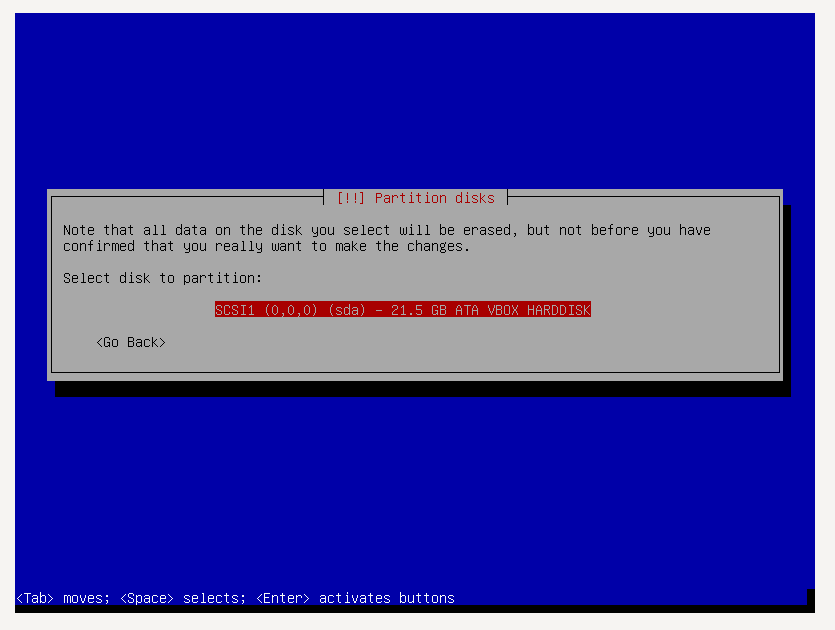 [!!] Partition disks
Note that all data on the disk you select will be erased, but not before you have
confirmed that you really want to make the changes.
Select disk to partition:
SCSI1 (0,0,0) (sda) - 21.5 GB ATA VBOX HARDDISK
<Go Back>
<Tab> moves; <Space> selects; <Enter> activates buttons